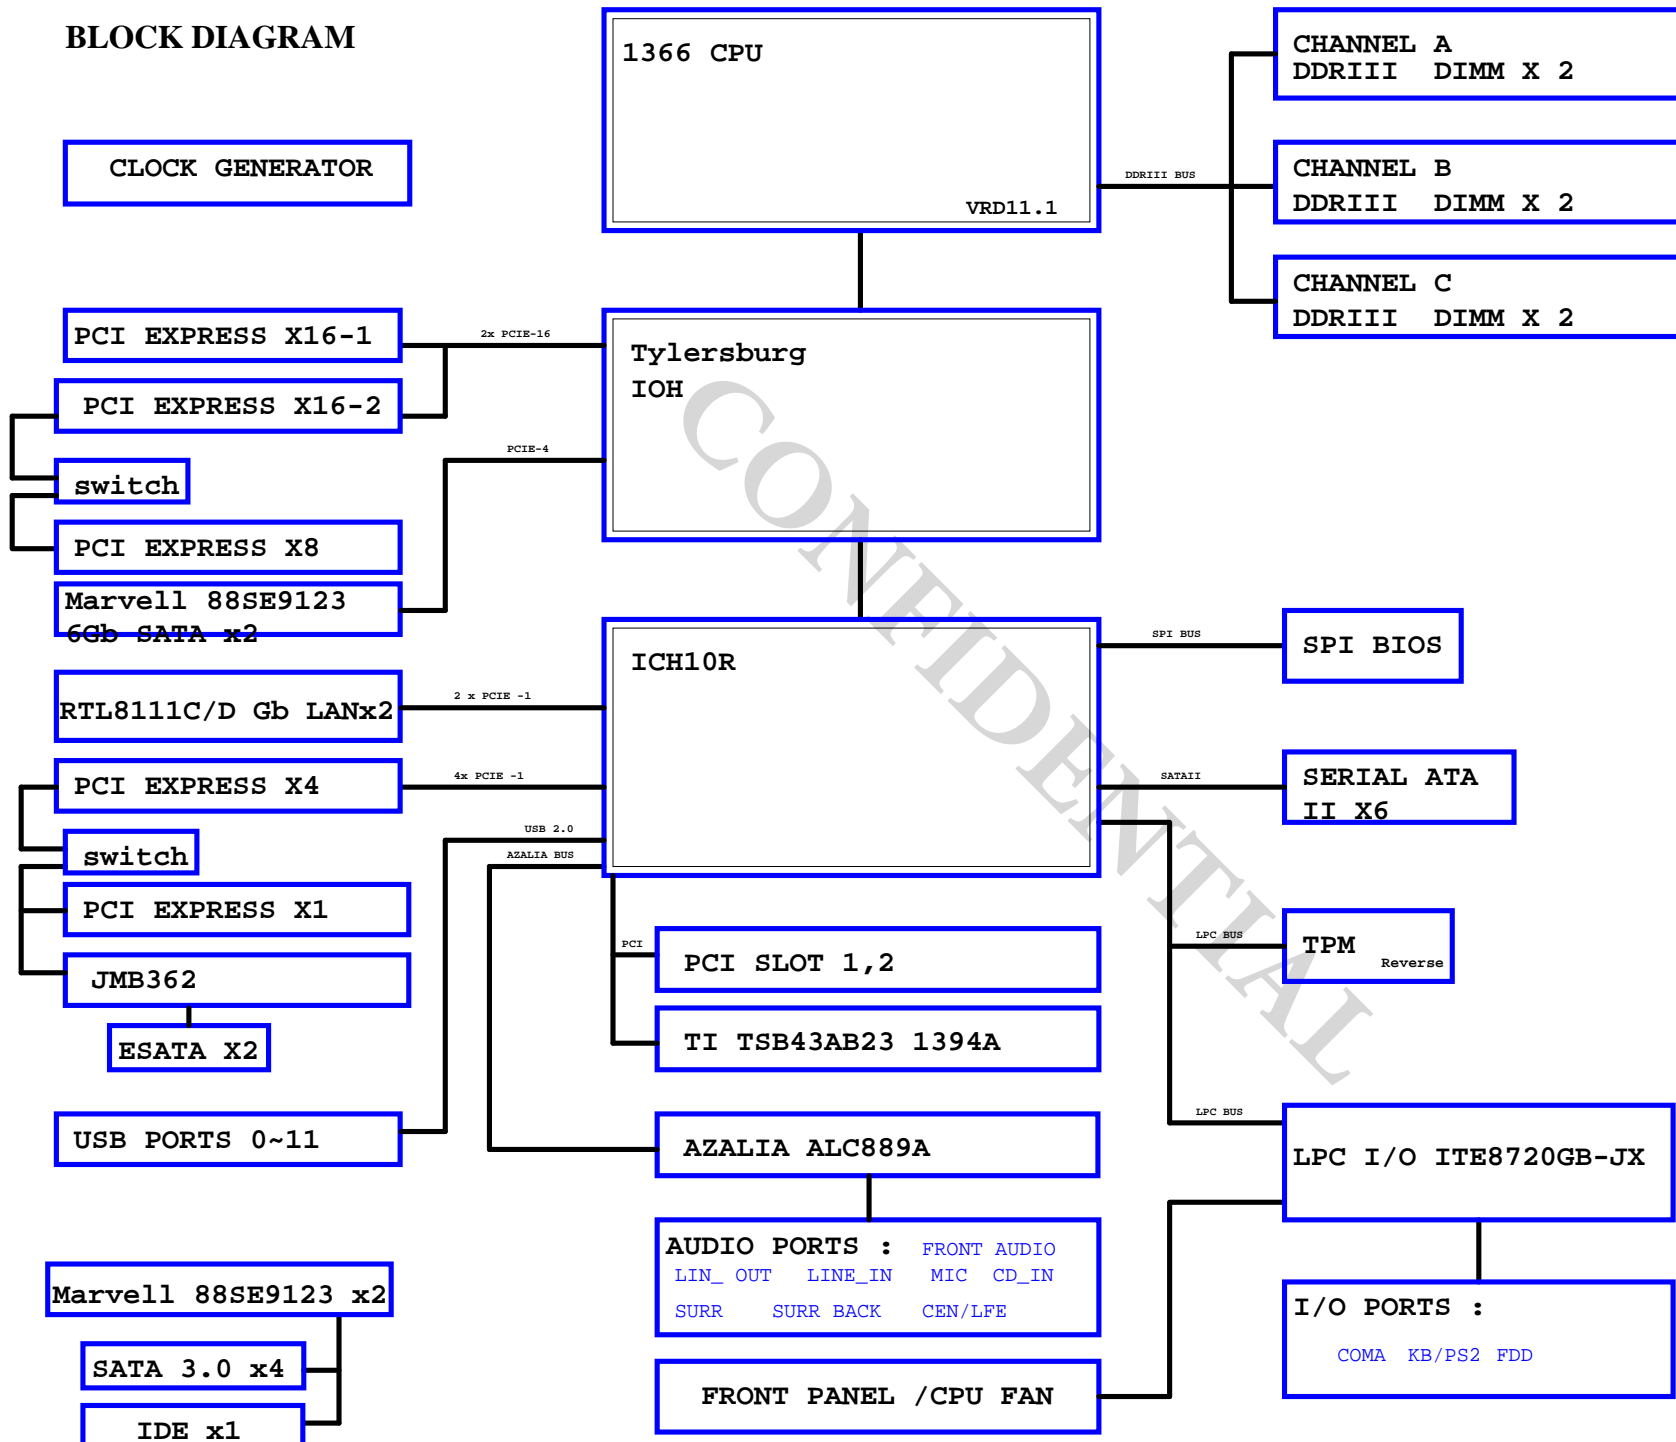 BLOCK DIAGRAM
1366 CPU
VRD11.1
CHANNEL A
DDRIII DIMM X 2
CLOCK GENERATOR
DDRIII BUS
CHANNEL B
DDRIII DIMM X 2
CHANNEL C
DDRIII DIMM X 2
PCI EXPRESS X16-1
2x PCIE-16
Tylersburg
IOH
PCI EXPRESS X16-2
PCIE-4
switch
PCI EXPRESS X8
Marvell 88SE9123
6Gb SATA x2
CONFIDENTIAL
ICH10R
SPI BUS
SPI BIOS
RTL8111C/D Gb LANx2
2 x PCIE -1
PCI EXPRESS X4
4x PCIE -1
SATAII
SERIAL ATA
II X6
USB 2.0
AZALIA BUS
switch
PCI EXPRESS X1
JMB362
ESATA X2
PCI
PCI SLOT 1,2
TI TSB43AB23 1394A
LPC BUS
TPM
Reverse
USB PORTS 0~11
AZALIA ALC889A
LPC BUS
LPC I/O ITE8720GB-JX
AUDIO PORTS : FRONT AUDIO
LIN_ OUT LINE_IN MIC CD_IN
SURR SURR BACK CEN/LFE
Marvell 88SE9123 x2
SATA 3.0 x4
IDE x1
I/O PORTS :
COMA KB/PS2 FDD
FRONT PANEL /CPU FAN